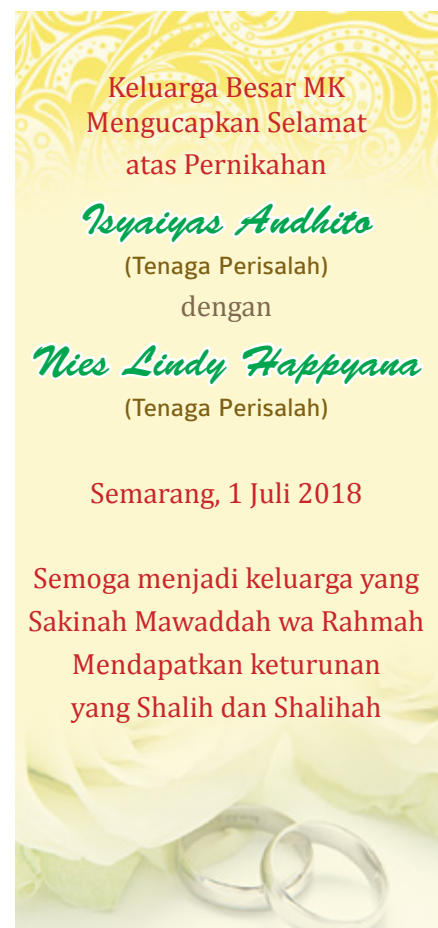 Keluarga Besar MK
Mengucapkan Selamat
atas Pernikahan
Isyaiyas Andhito
(Tenaga Perisalah)
dengan
Nies Lindy Happyana
(Tenaga Perisalah)
Semarang, 1 Juli 2018
Semoga menjadi keluarga yang
Sakinah Mawaddah wa Rahmah
Mendapatkan keturunan
yang Shalih dan Shalihah